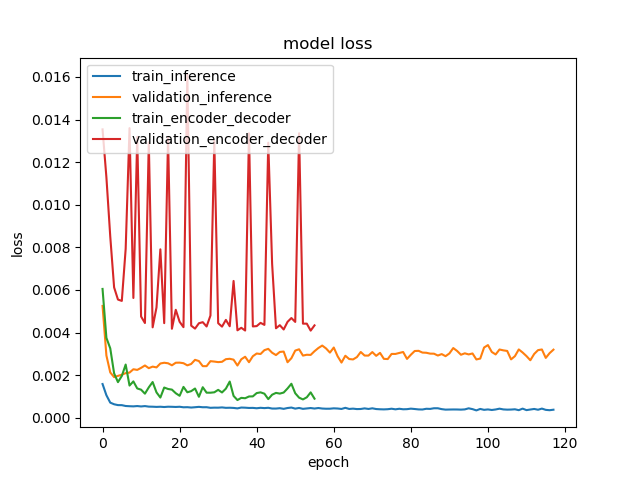 model loss
train_inference
validation_inference
train_encoder_decoder
validation_encoder_decoder
loss
0.016
0.014
0.012
0.010
0.008
0.006
0.004
0.002
0.000
0 20 40 60 80 100 120
epoch